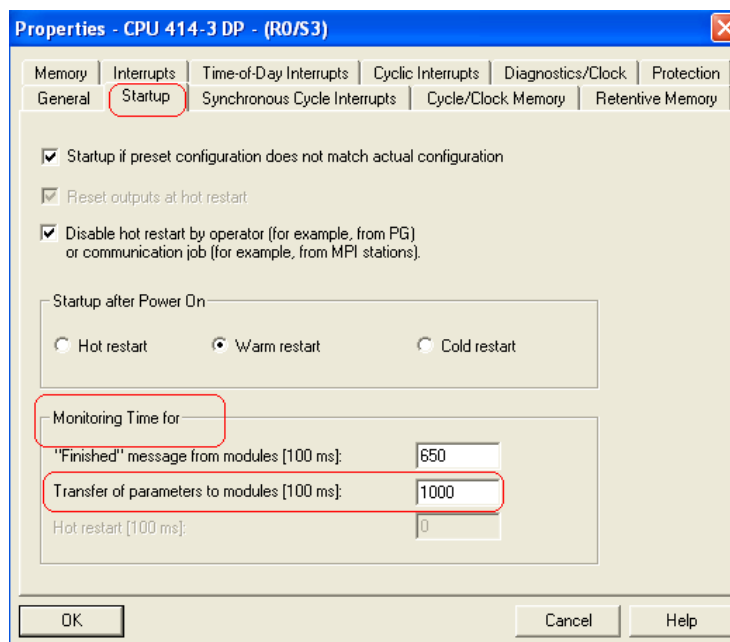 Properties - CPU 414-3 DP - (R0/S3)
Memory Interrupts Time-of-Day Interrupts Cyclic Interrupts Diagnostics/Clock Protection
General Startup Synchronous Cycle Interrupts Cycle/Clock Memory Retentive Memory
Startup if preset configuration does not match actual configuration
Reset outputs at hot restart
Disable hot restart by operator (for example, from PG)
or communication job (for example, from MPI stations).
Startup after Power On
Hot restart Warm restart Cold restart
Monitoring Time for
"Finished" message from modules [100 ms]: 650
Transfer of parameters to modules [100 ms]: 1000
Hot restart [100 ms]: 0
OK Cancel Help